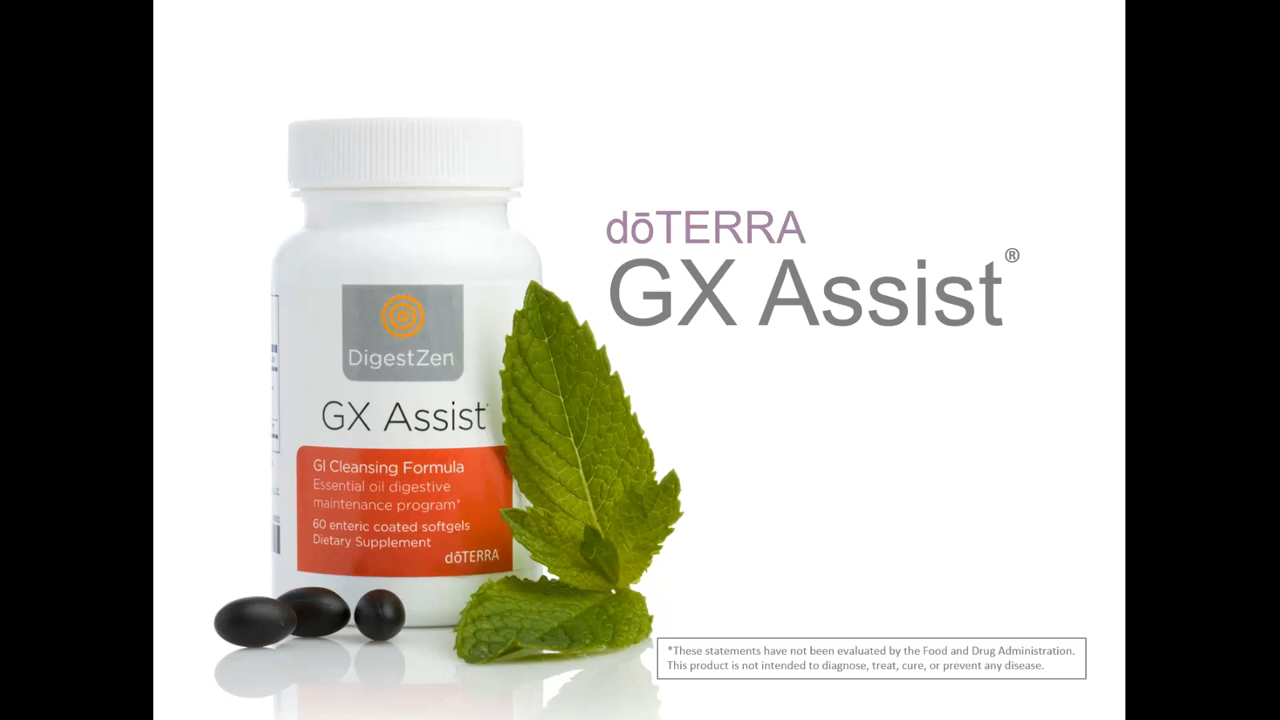 DigestZen
GX Assist
GI Cleansing Formula
Essential oil digestive
maintenance program*
60 enteric coated softgels
Dietary Supplement
dōTERRA
dōTERRA
GX Assist®
*These statements have not been evaluated by the Food and Drug Administration.
This product is not intended to diagnose, treat, cure, or prevent any disease.